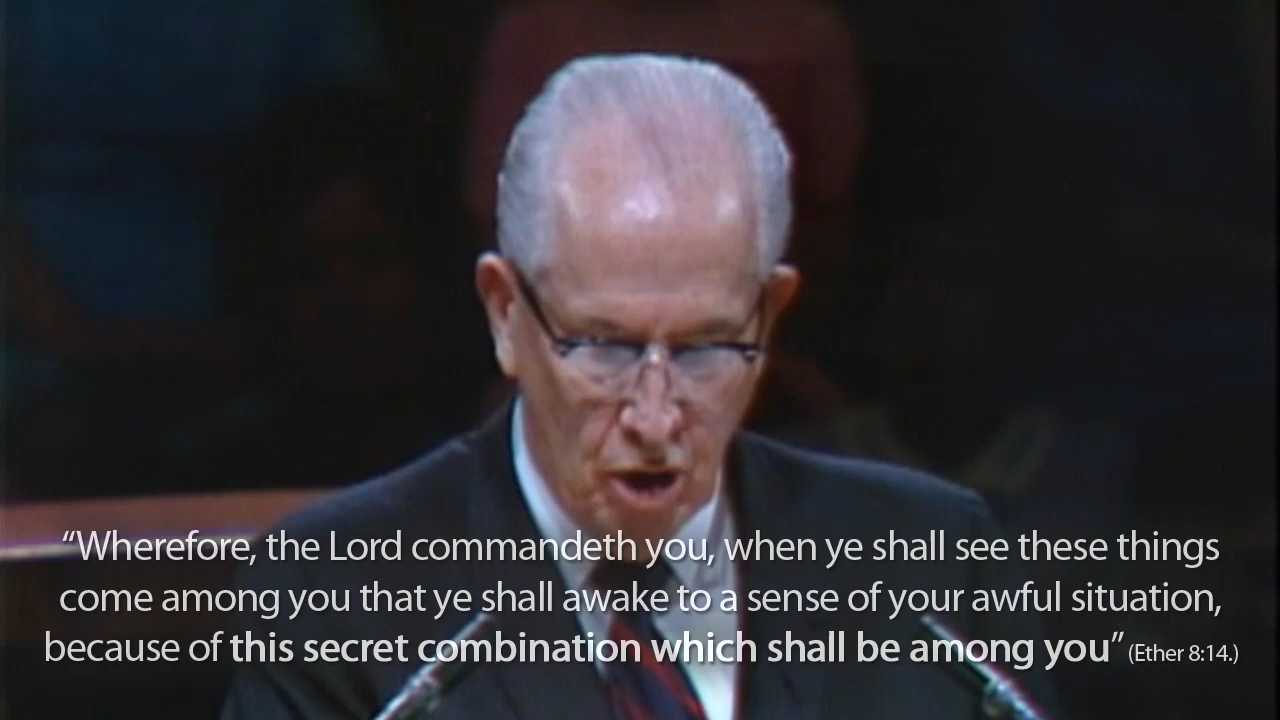 “Wherefore, the Lord commandeth you, when ye shall see these things
come among you that ye shall awake to a sense of your awful situation,
because of this secret combination which shall be among you” (Ether 8:14.)